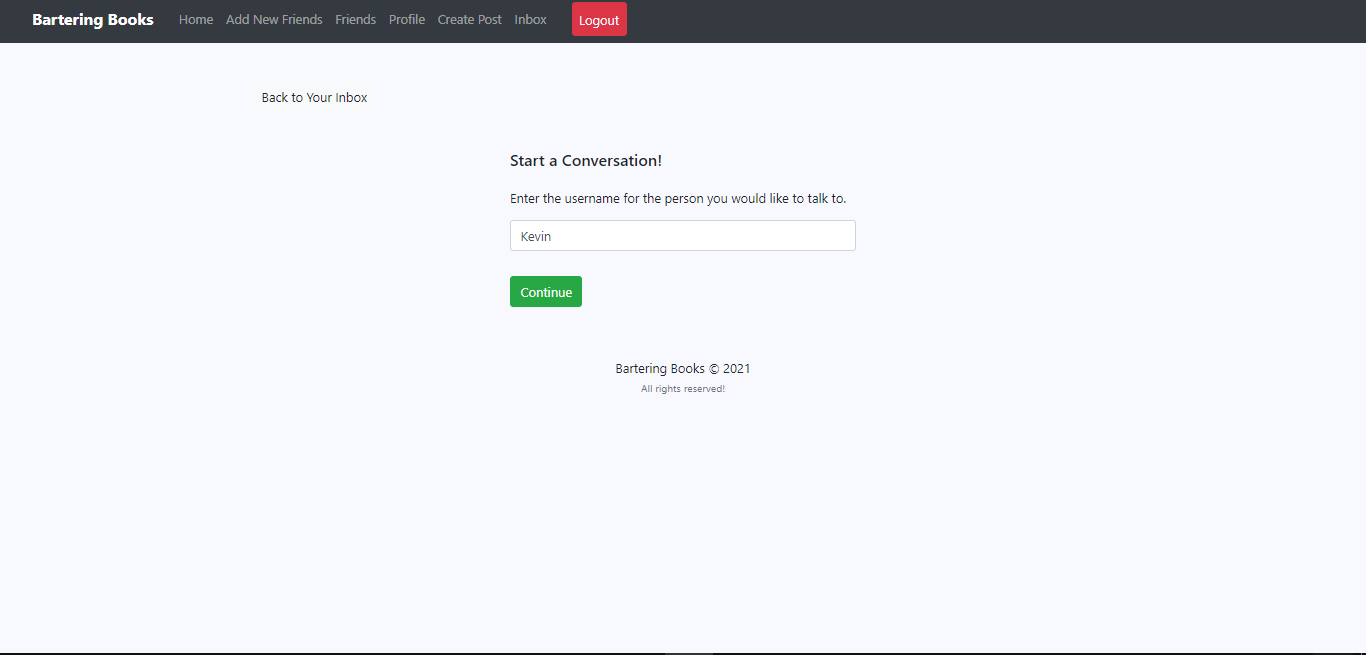 Bartering Books Home Add New Friends Friends Profile Create Post Inbox Logout
Back to Your Inbox
Start a Conversation!
Enter the username for the person you would like to talk to.
Kevin
Continue
Bartering Books © 2021
All rights reserved!